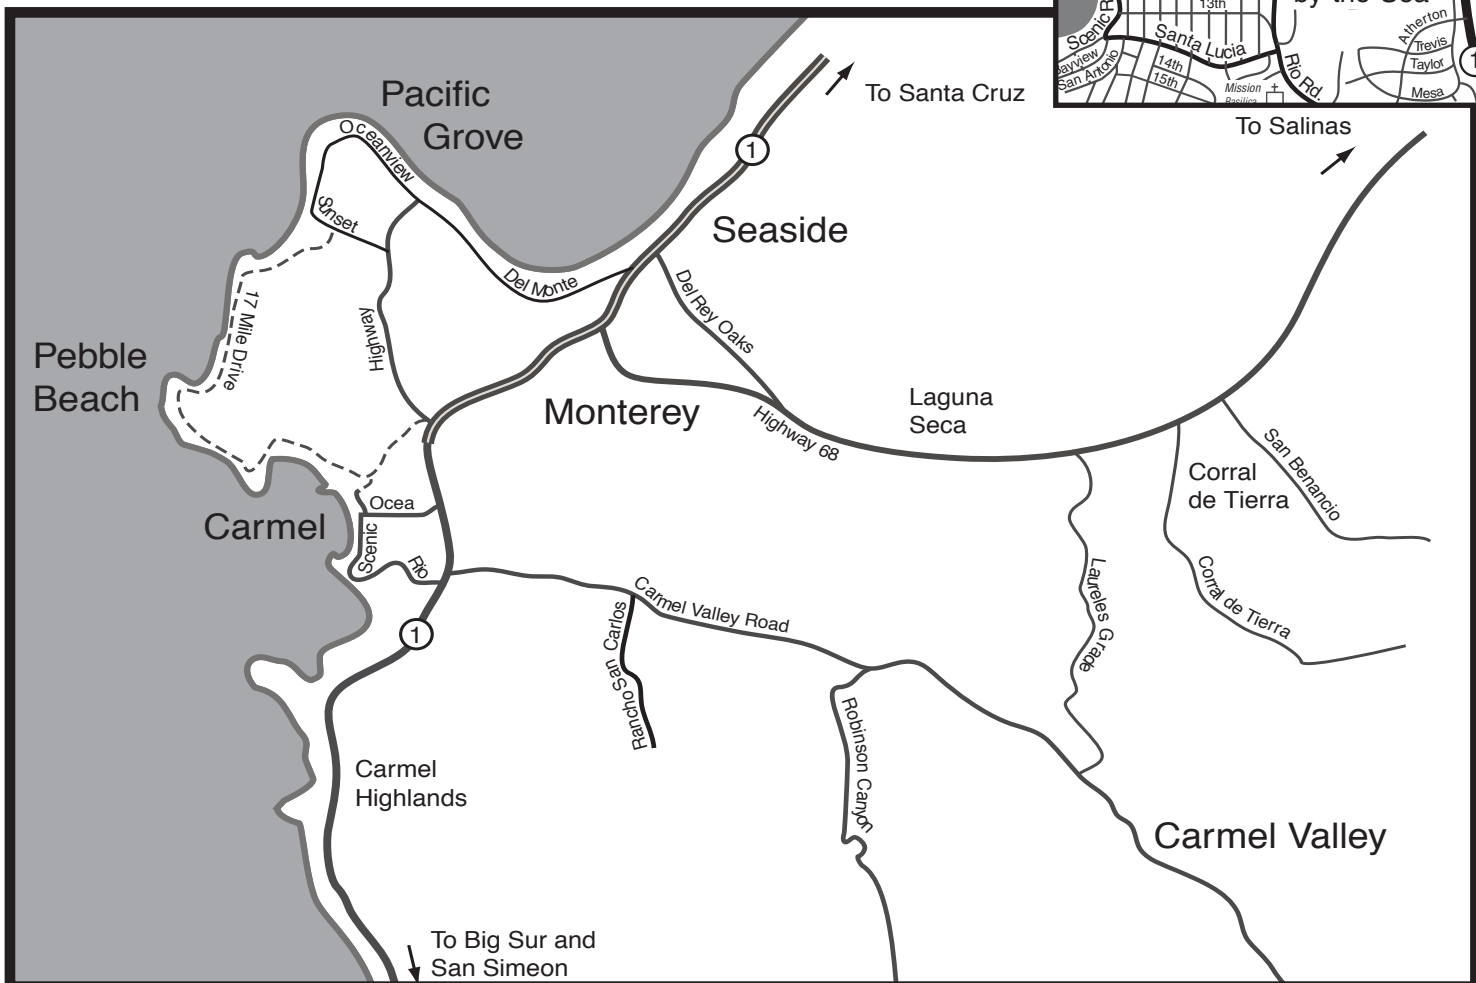 13th
by the Sea
Scenic R
Santa Lucia
Atherton
Trevis
Taylor
Mesa
1
Bayview
San Antonio
14th
15th
Rio Rd.
Mission
Basilica
Pacific
Grove
To Santa Cruz
To Salinas
Oceanview
1
Sunset
Seaside
Del Monte
Del Rey Oaks
17 Mile Drive
Highway
Pebble
Beach
Monterey
Highway 68
Laguna
Seca
San Benancio
Corral
de Tierra
Ocea
Carmel
Scenic
Rio
Laureles Grade
Corral de Tierra
Carmel Valley Road
Rancho San Carlos
1
Robinson Canyon
Carmel
Highlands
Carmel Valley
To Big Sur and
San Simeon